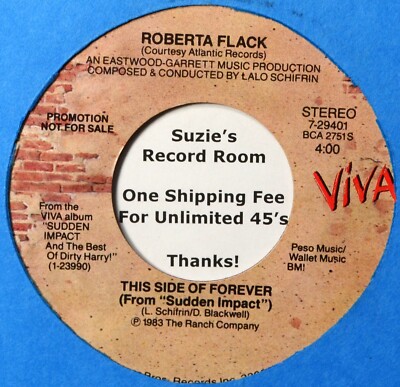 ROBERTA FLACK
(Courtesy Atlantic Records)
AN EASTWOOD-GARRETT MUSIC PRODUCTION
COMPOSED & CONDUCTED BY LALO SCHIFRIN
PROMOTION
NOT FOR SALE
STEREO
7-29401
BCA 2751S
4:00
Suzie's
Record Room
One Shipping Fee
For Unlimited 45's
Thanks!
ViVA
From the
VIVA album
"SUDDEN
IMPACT
And The Best
Of Dirty Harry!"
(1-23990)
Peso Music/
Wallet Music
BMI
THIS SIDE OF FOREVER
(From "Sudden Impact")
(L. Schifrin/D. Blackwell)
℗ 1983 The Ranch Company
Bros. Records Inc.